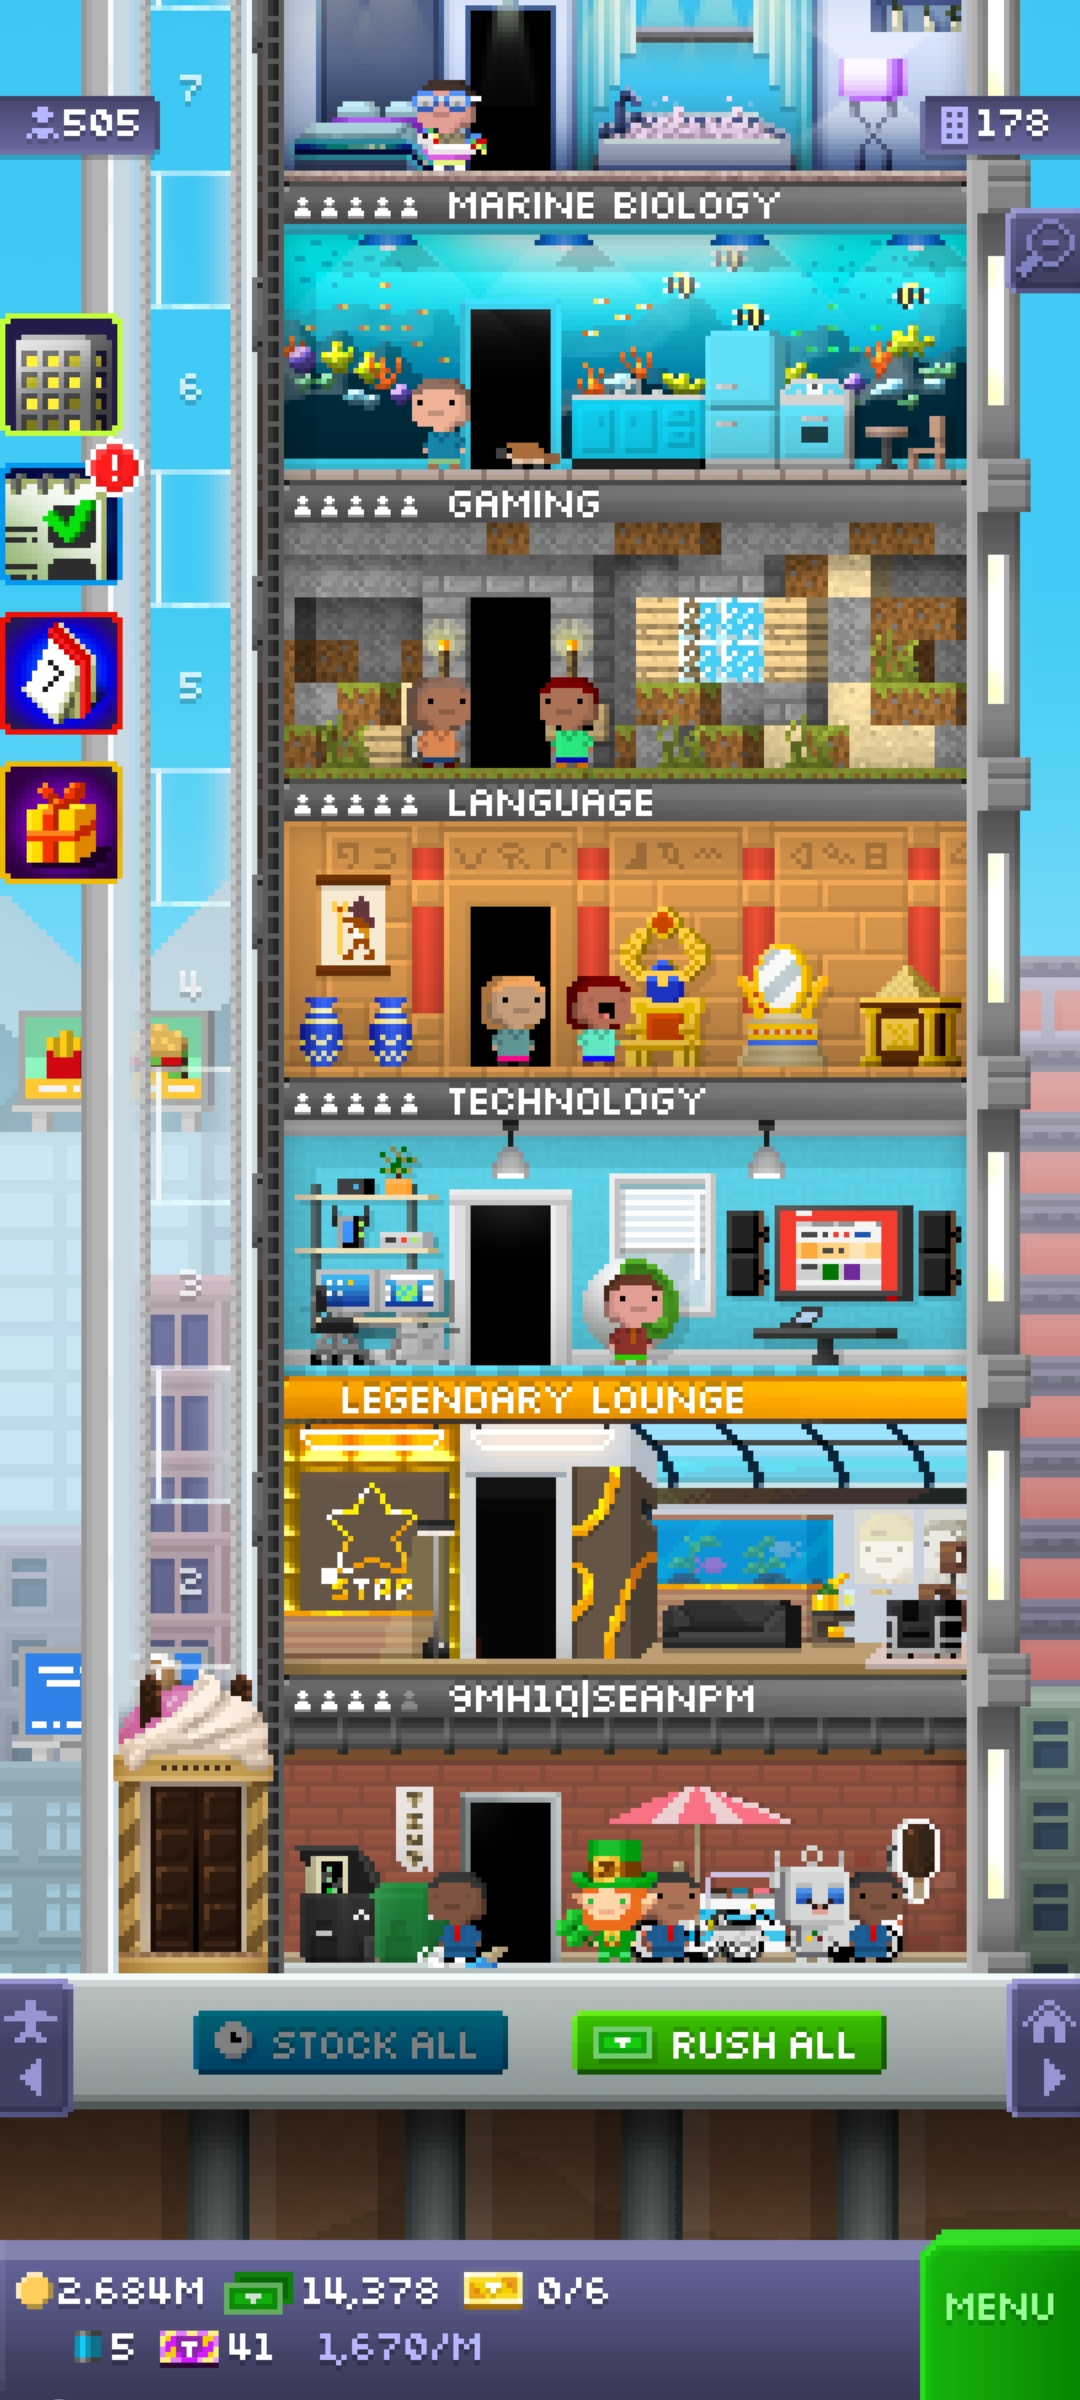 7
505
178
MARINE BIOLOGY
6
GAMING
5
LANGUAGE
4
TECHNOLOGY
3
LEGENDARY LOUNGE
STAR
2
9MH1Q|SEANPM
STOCK ALL
RUSH ALL
2.684M 14,378 0/6
5 41 1,670/M
MENU